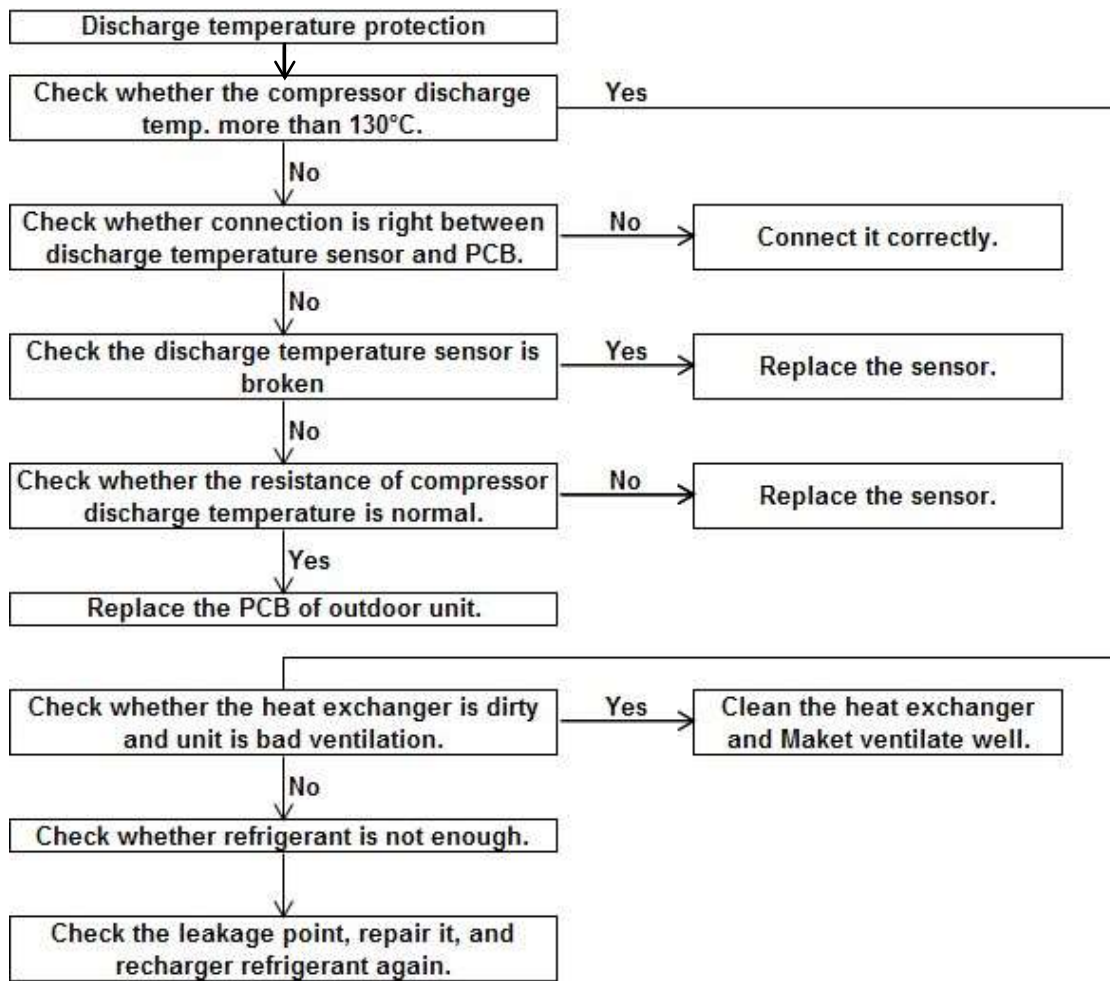 Discharge temperature protection
Check whether the compressor discharge
temp. more than 130°C.
Yes
No
Check whether connection is right between
discharge temperature sensor and PCB.
No
Connect it correctly.
No
Check the discharge temperature sensor is
broken
Yes
Replace the sensor.
No
Check whether the resistance of compressor
discharge temperature is normal.
No
Replace the sensor.
Yes
Replace the PCB of outdoor unit.
Check whether the heat exchanger is dirty
and unit is bad ventilation.
Yes
Clean the heat exchanger
and Maket ventilate well.
No
Check whether refrigerant is not enough.
Check the leakage point, repair it, and
recharger refrigerant again.